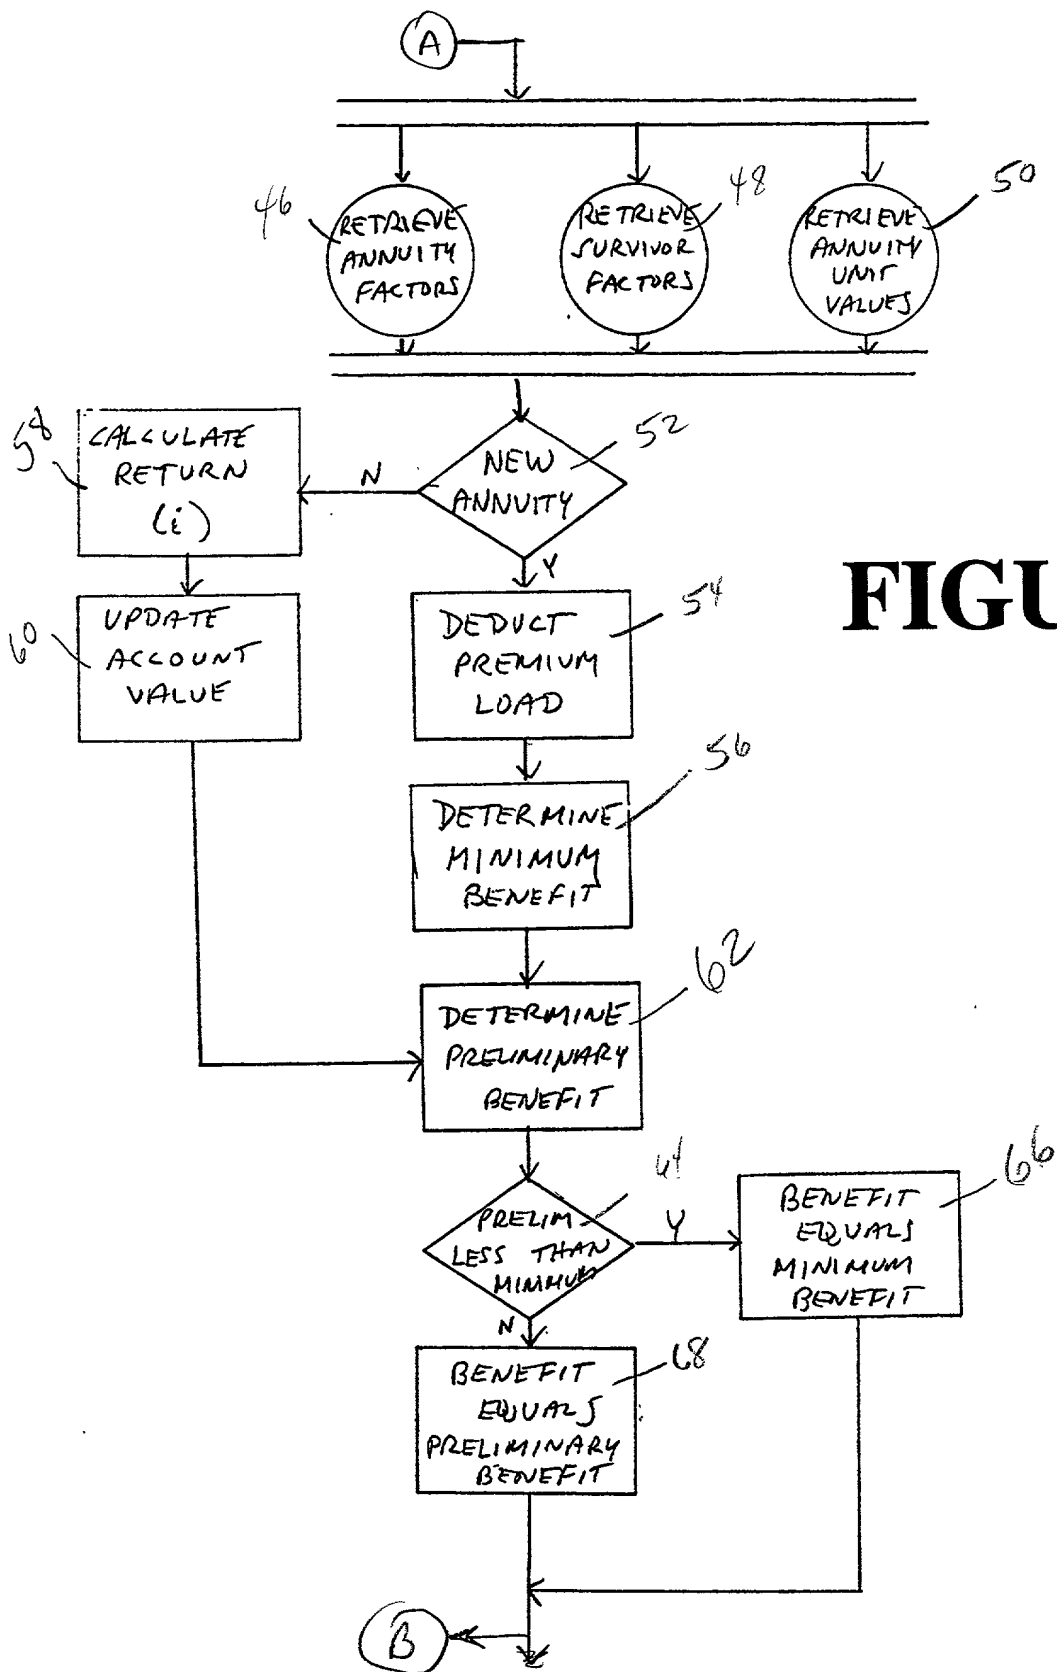 A
46
RETRIEVE
ANNUITY
FACTORS
48
RETRIEVE
SURVIVOR
FACTORS
50
RETRIEVE
ANNUITY
UNIT
VALUES
52
NEW
ANNUITY
N
Y
58
CALCULATE
RETURN
(i)
60
UPDATE
ACCOUNT
VALUE
54
DEDUCT
PREMIUM
LOAD
FIGU
56
DETERMINE
MINIMUM
BENEFIT
62
DETERMINE
PRELIMINARY
BENEFIT
64
PRELIM
LESS THAN
MINIMUM
Y
N
66
BENEFIT
EQUALS
MINIMUM
BENEFIT
68
BENEFIT
EQUALS
PRELIMINARY
BENEFIT
B